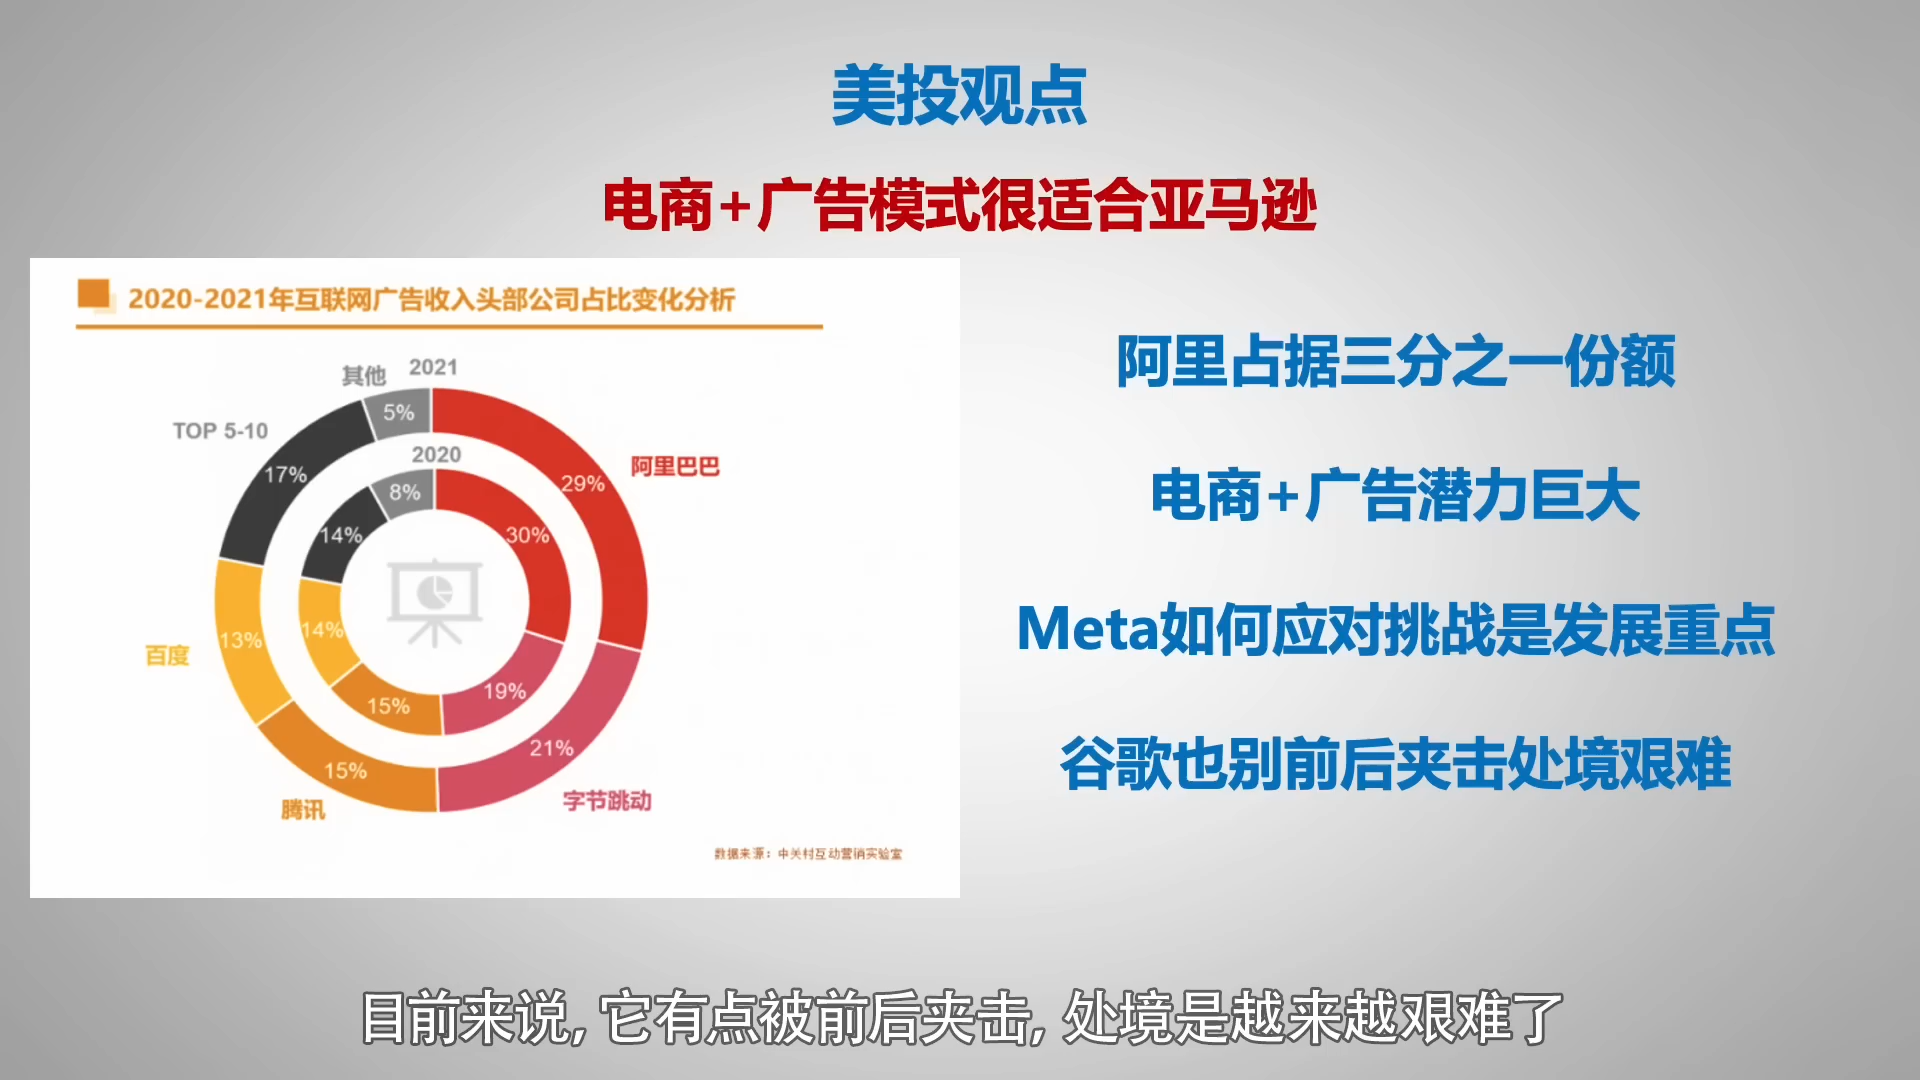 美投观点
电商+广告模式很适合亚马逊
2020-2021年互联网广告收入头部公司占比变化分析
其他
2021
5%
TOP 5-10
2020
17%
阿里巴巴
29%
8%
14%
30%
百度
13%
14%
19%
15%
21%
15%
腾讯
字节跳动
数据来源：中关村互动营销实验室
阿里占据三分之一份额
电商+广告潜力巨大
Meta如何应对挑战是发展重点
谷歌也别前后夹击处境艰难
目前来说, 它有点被前后夹击, 处境是越来越艰难了